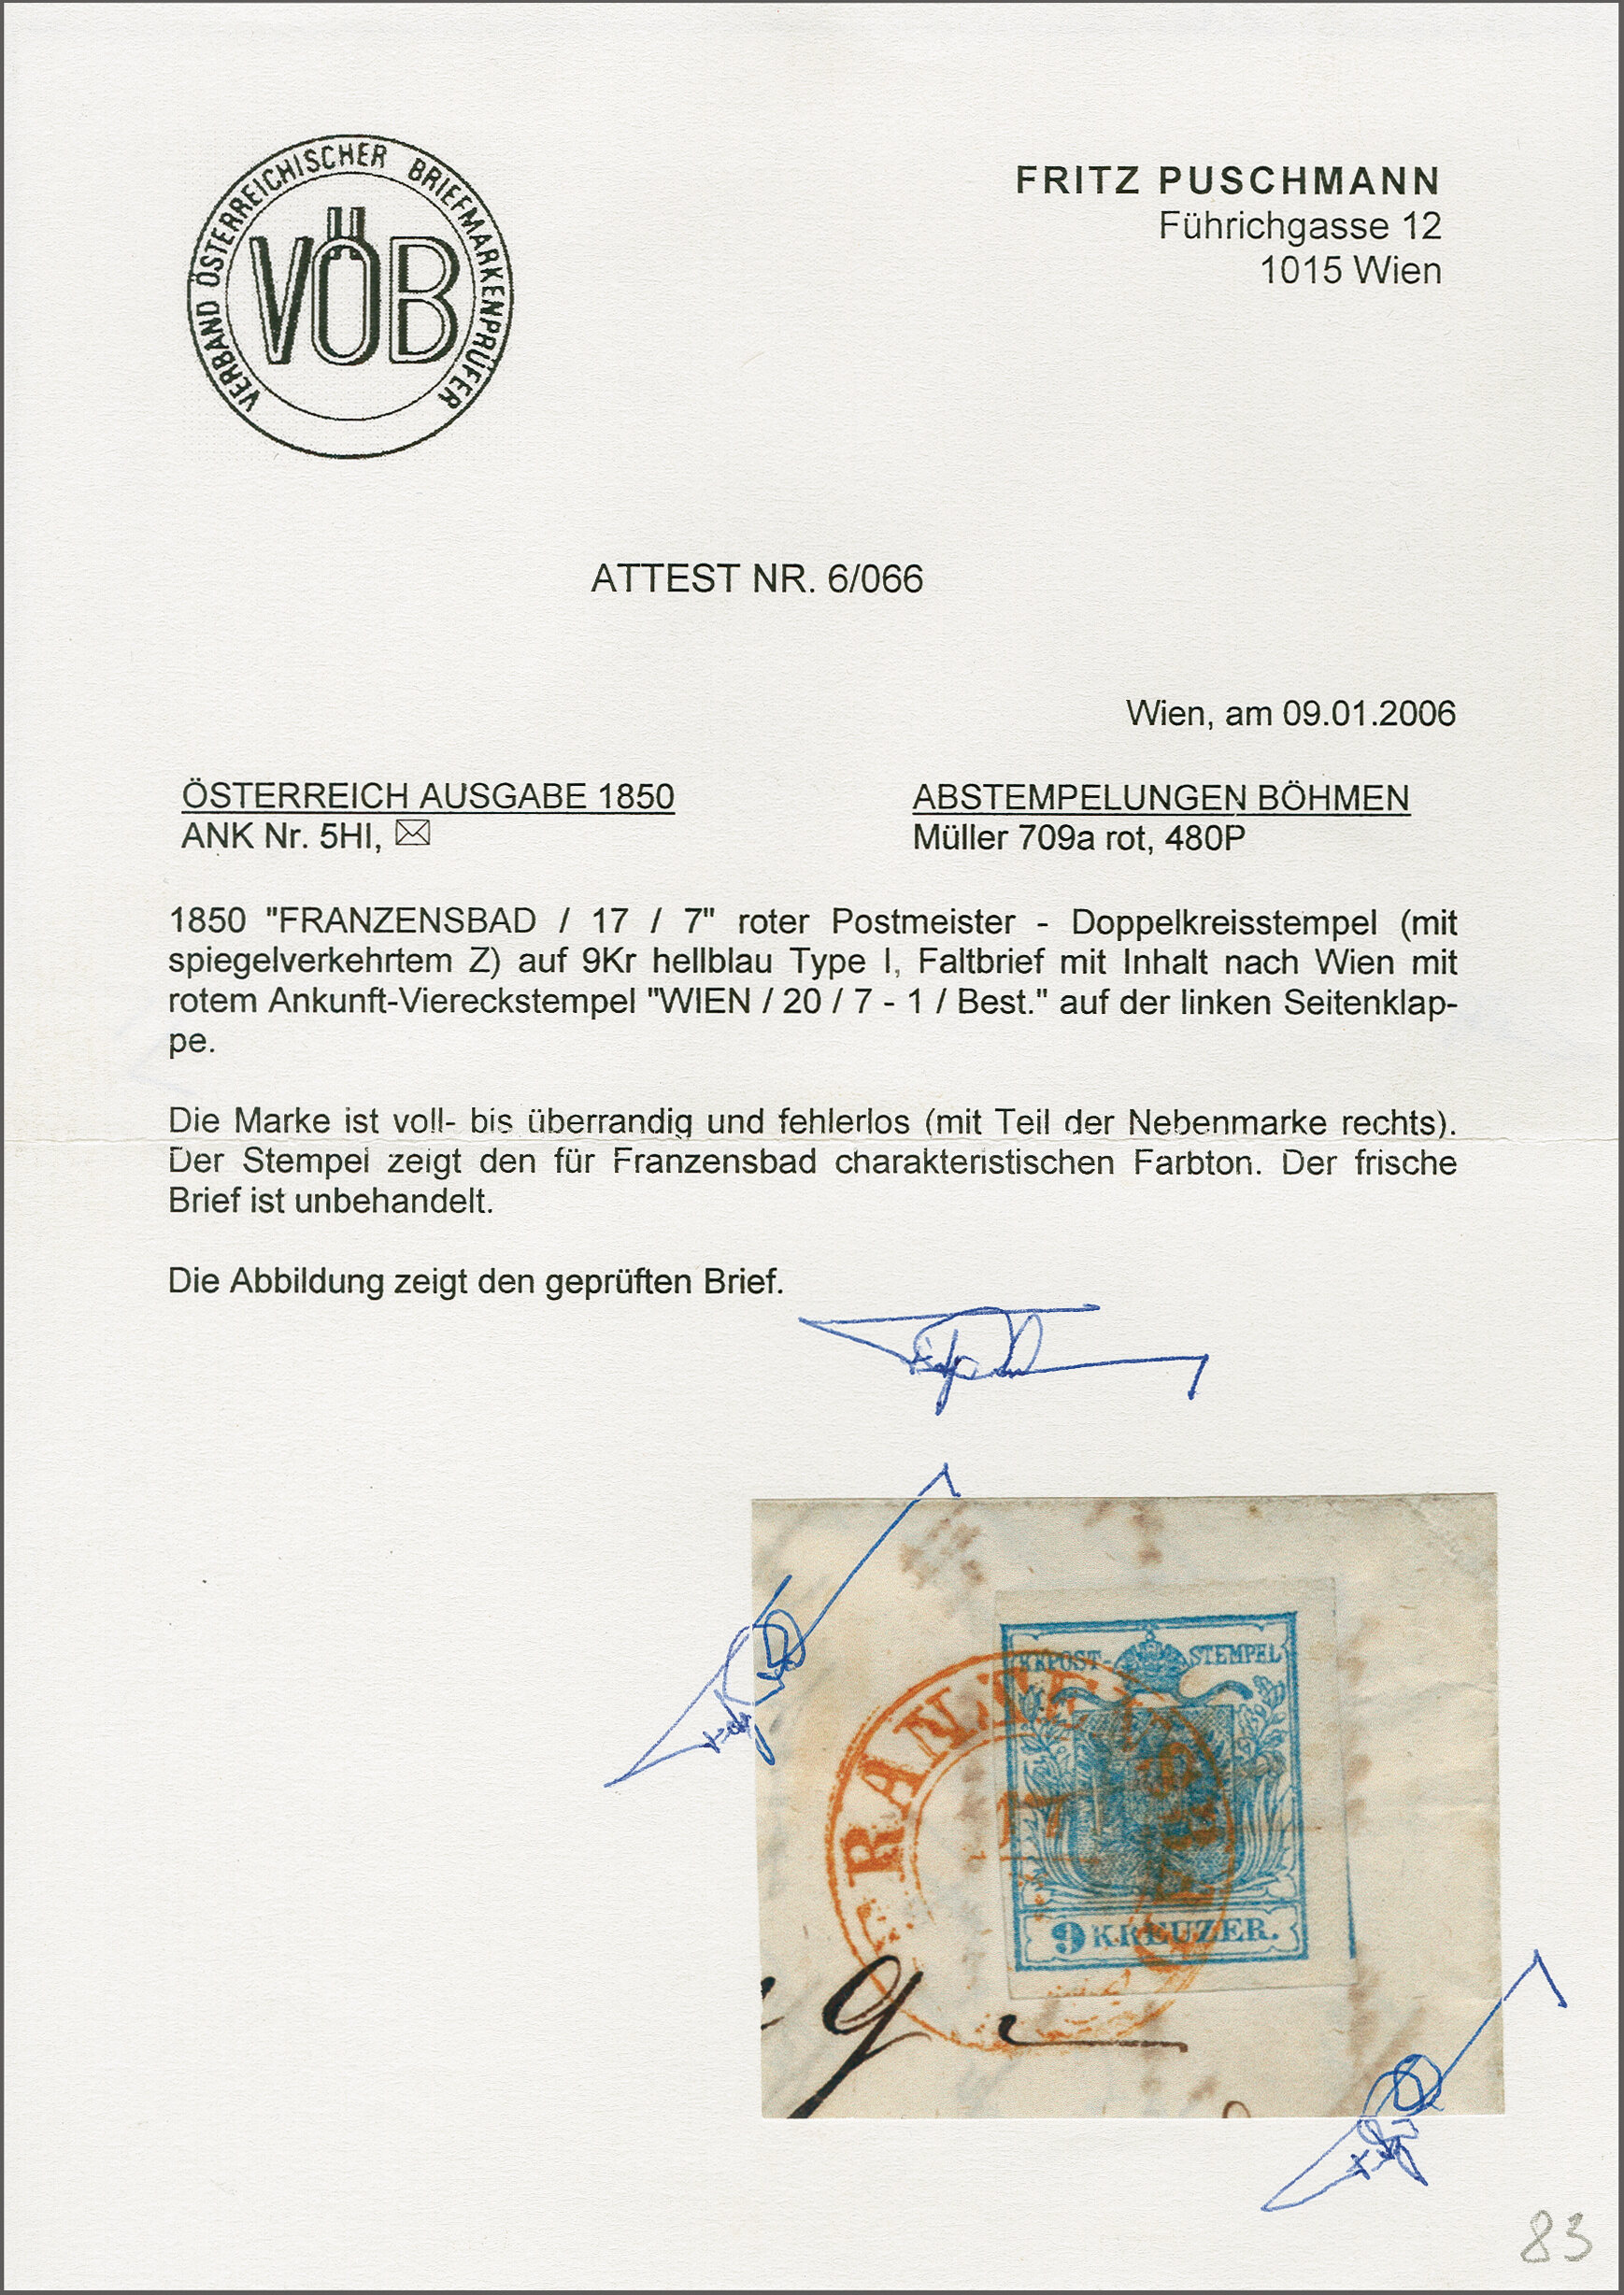 VERBAND ÖSTERREICHISCHER BRIEFMARKENPRÜFER
VÖB
FRITZ PUSCHMANN
Führichgasse 12
1015 Wien
ATTEST NR. 6/066
Wien, am 09.01.2006
ÖSTERREICH AUSGABE 1850
ANK Nr. 5HI,
ABSTEMPELUNGEN BÖHMEN
Müller 709a rot, 480P
1850 "FRANZENSBAD / 17 / 7" roter Postmeister - Doppelkreisstempel (mit
spiegelverkehrtem Z) auf 9Kr hellblau Type I, Faltbrief mit Inhalt nach Wien mit
rotem Ankunft-Viereckstempel "WIEN / 20 / 7 - 1 / Best." auf der linken Seitenklap-
pe.
Die Marke ist voll- bis überrandig und fehlerlos (mit Teil der Nebenmarke rechts).
Der Stempel zeigt den für Franzensbad charakteristischen Farbton. Der frische
Brief ist unbehandelt.
Die Abbildung zeigt den geprüften Brief.
KKPOST-STEMPEL
RANZ
17
9 KREUZER.
83